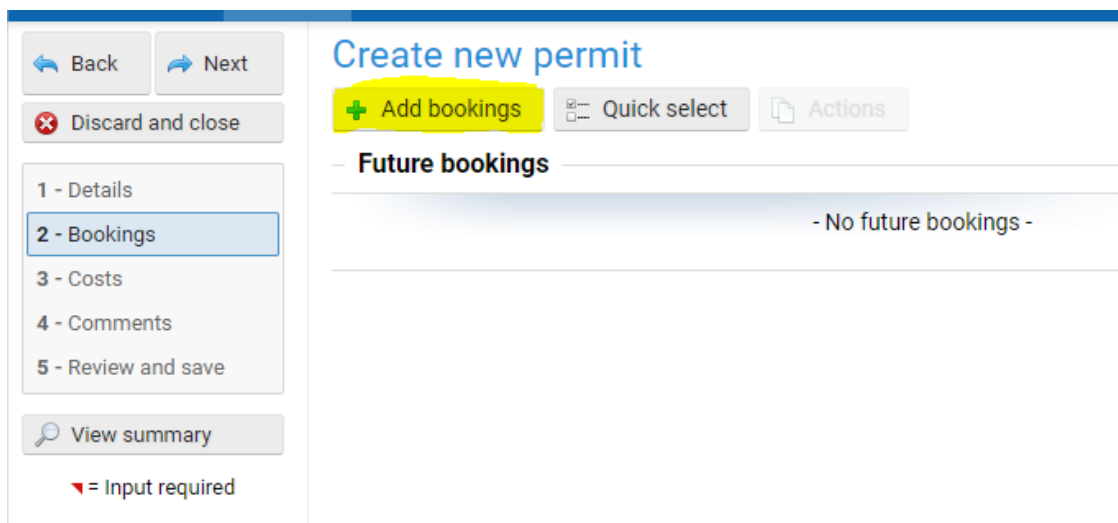 Back
Next
Discard and close
1 - Details
2 - Bookings
3 - Costs
4 - Comments
5 - Review and save
View summary
= Input required
Create new permit
Add bookings
Quick select
Actions
Future bookings
- No future bookings -